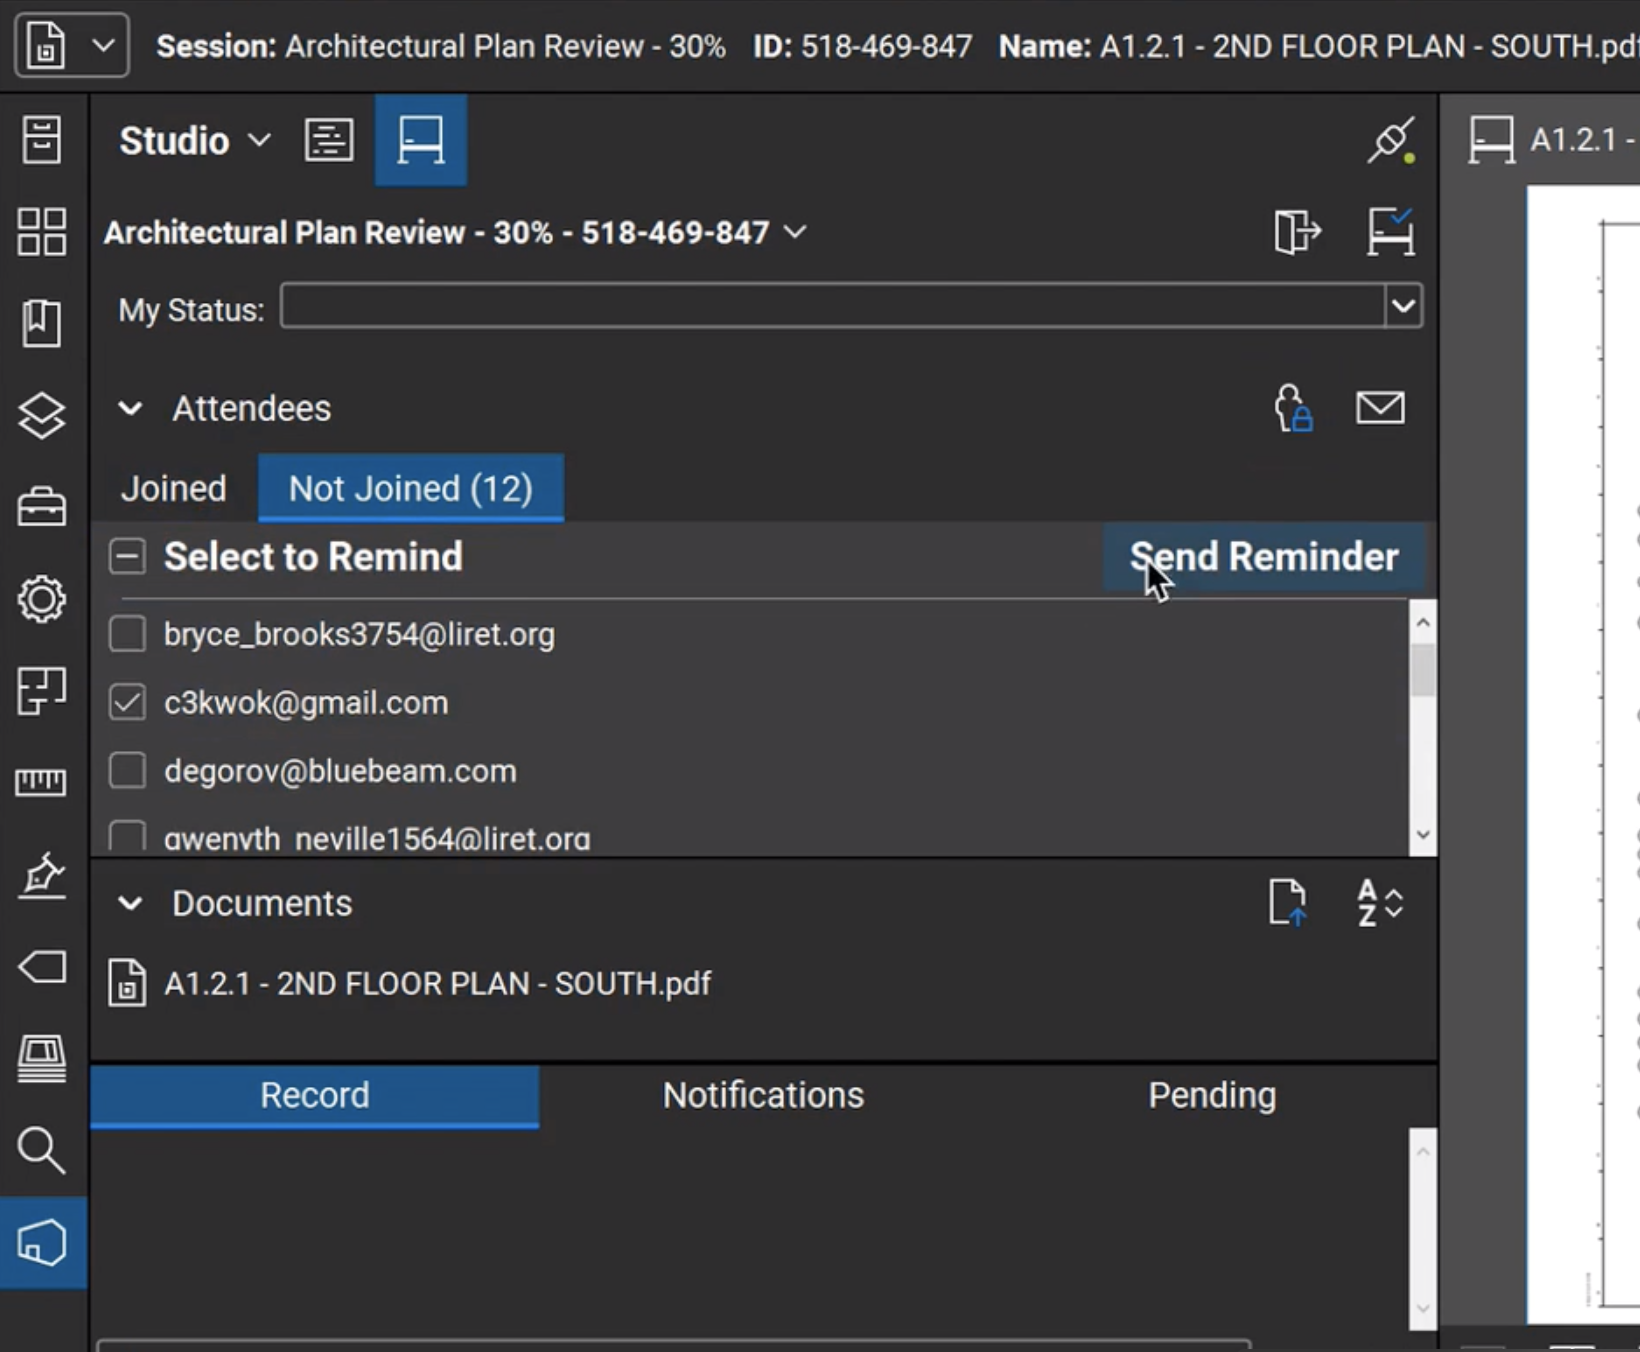 Session: Architectural Plan Review - 30% ID: 518-469-847 Name: A1.2.1 - 2ND FLOOR PLAN - SOUTH.pdf
Studio
A1.2.1 -
Architectural Plan Review - 30% - 518-469-847
My Status:
Attendees
Joined Not Joined (12)
Select to Remind Send Reminder
bryce_brooks3754@liret.org
c3kwok@gmail.com
degorov@bluebeam.com
gwenyth_neville1564@liret.org
Documents
A
Z
A1.2.1 - 2ND FLOOR PLAN - SOUTH.pdf
Record Notifications Pending